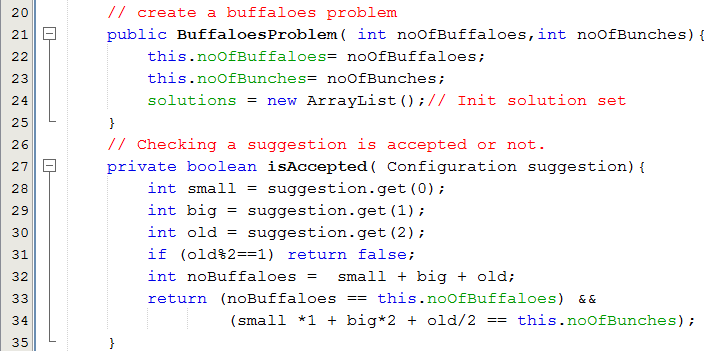 20 // create a buffaloes problem
21 public BuffaloesProblem( int noOfBuffaloes,int noOfBunches){
22 this.noOfBuffaloes= noOfBuffaloes;
23 this.noOfBunches= noOfBunches;
24 solutions = new ArrayList();// Init solution set
25 }
26 // Checking a suggestion is accepted or not.
27 private boolean isAccepted( Configuration suggestion){
28 int small = suggestion.get(0);
29 int big = suggestion.get(1);
30 int old = suggestion.get(2);
31 if (old%2==1) return false;
32 int noBuffaloes =  small + big + old;
33 return (noBuffaloes == this.noOfBuffaloes) &&
34 (small *1 + big*2 + old/2 == this.noOfBunches);
35 }